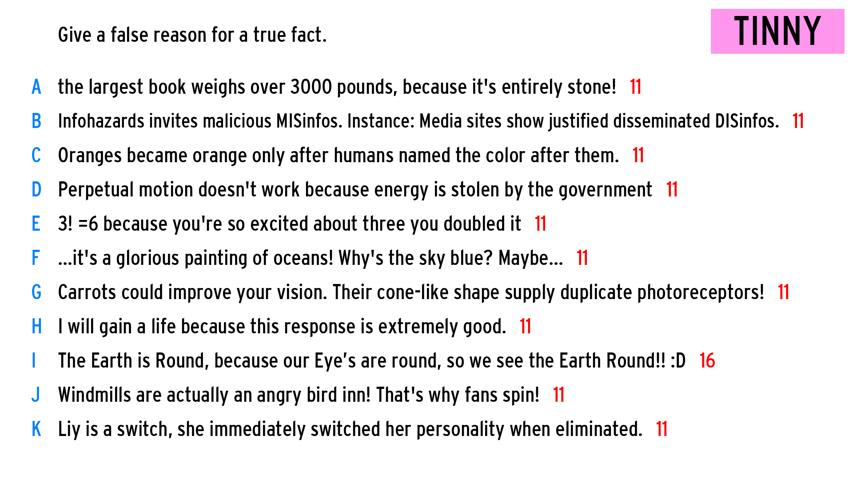 Give a false reason for a true fact.
TINNY
A the largest book weighs over 3000 pounds, because it's entirely stone! 11
B Infohazards invites malicious MISinfos. Instance: Media sites show justified disseminated DISinfos. 11
C Oranges became orange only after humans named the color after them. 11
D Perpetual motion doesn't work because energy is stolen by the government 11
E 3! =6 because you're so excited about three you doubled it 11
F ...it's a glorious painting of oceans! Why's the sky blue? Maybe... 11
G Carrots could improve your vision. Their cone-like shape supply duplicate photoreceptors! 11
H I will gain a life because this response is extremely good. 11
I The Earth is Round, because our Eye’s are round, so we see the Earth Round!! :D 16
J Windmills are actually an angry bird inn! That's why fans spin! 11
K Liy is a switch, she immediately switched her personality when eliminated. 11